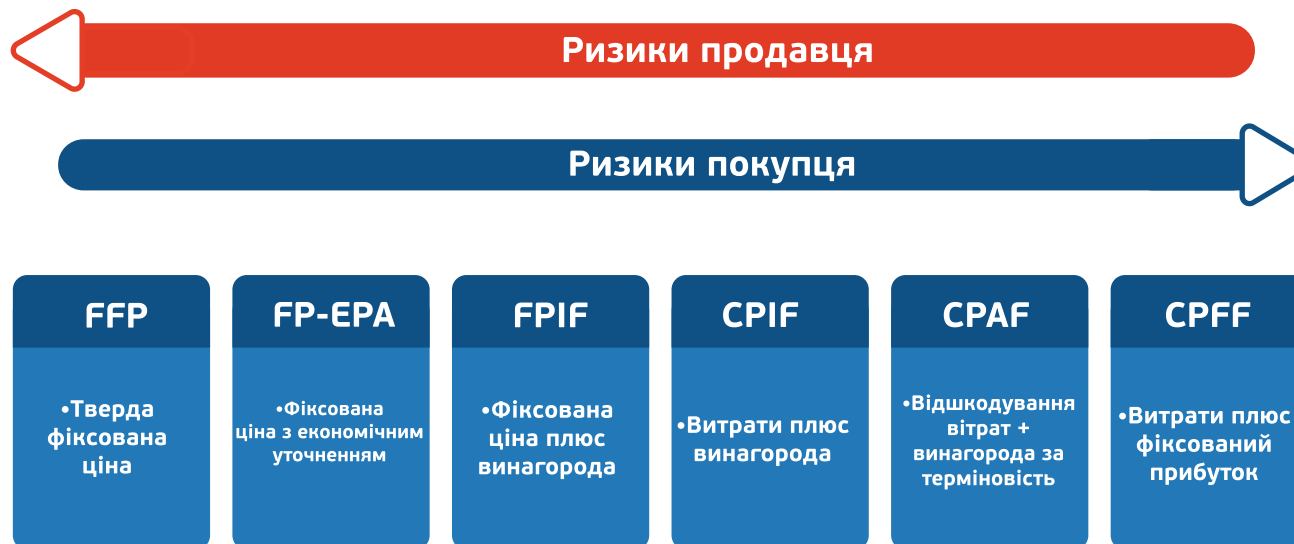 Ризики продавця
Ризики покупця
FFP
•Тверда
фіксована
ціна
FP-EPA
•Фіксована
ціна з економічним
уточненням
FPIF
•Фіксована
ціна плюс
винагорода
CPIF
•Витрати плюс
винагорода
CPAF
•Відшкодування
вітрат +
винагорода за
терміновість
CPFF
•Витрати плюс
фіксований
прибуток